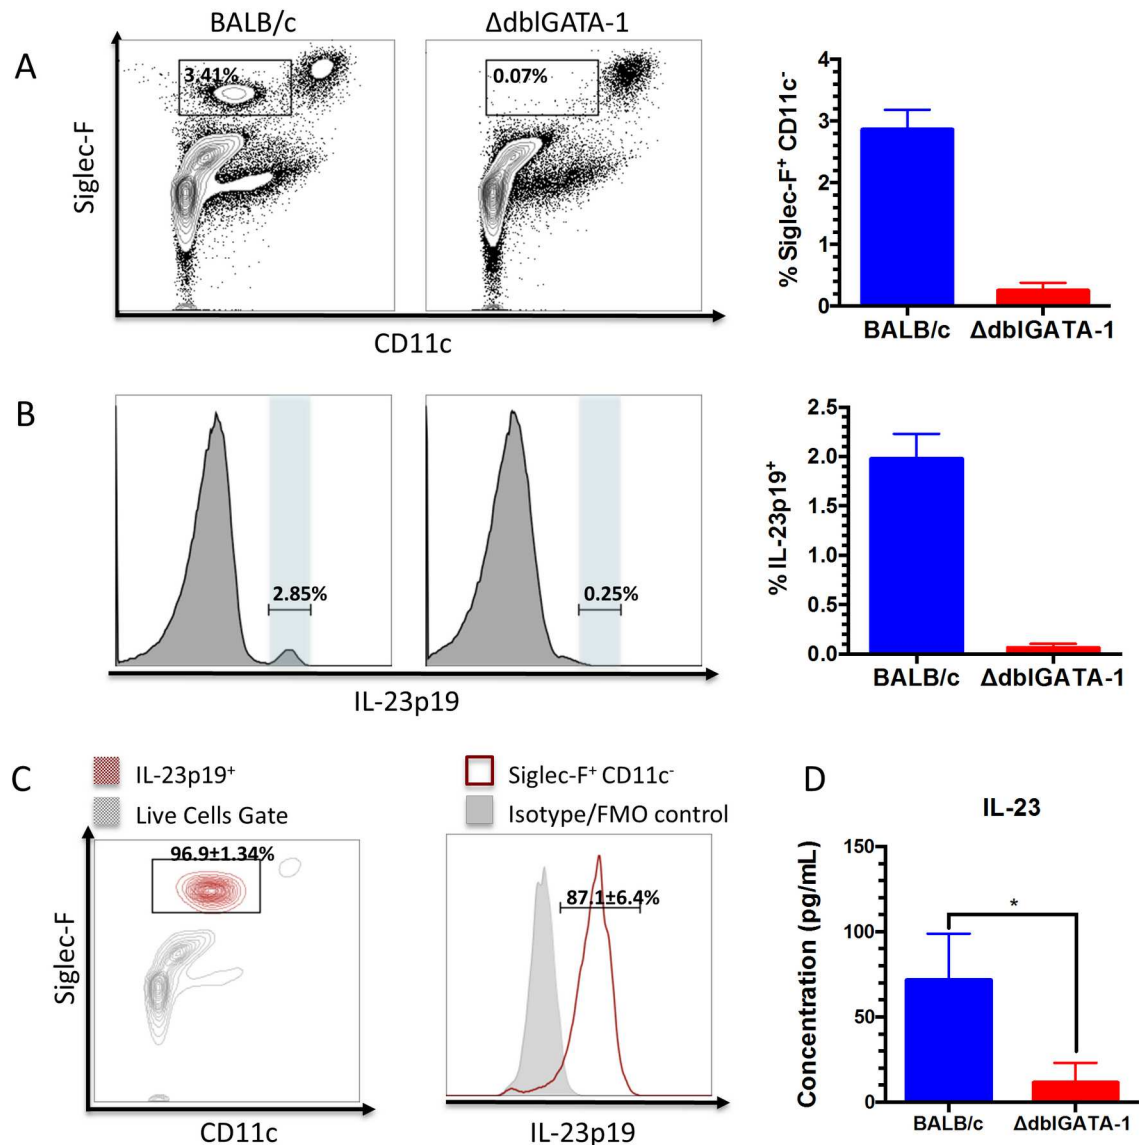 BALB/c
ΔdblGATA-1
A
3.41%
0.07%
Siglec-F
CD11c
4
3
2
1
0
% Siglec-F⁺ CD11c⁻
BALB/c
ΔdblGATA-1
B
2.85%
0.25%
IL-23p19
2.5
2.0
1.5
1.0
0.5
0.0
% IL-23p19⁺
BALB/c
ΔdblGATA-1
C
IL-23p19⁺
Live Cells Gate
96.9±1.34%
Siglec-F
CD11c
Siglec-F⁺ CD11c⁻
Isotype/FMO control
87.1±6.4%
IL-23p19
D
IL-23
150
100
50
0
Concentration (pg/mL)
*
BALB/c
ΔdblGATA-1